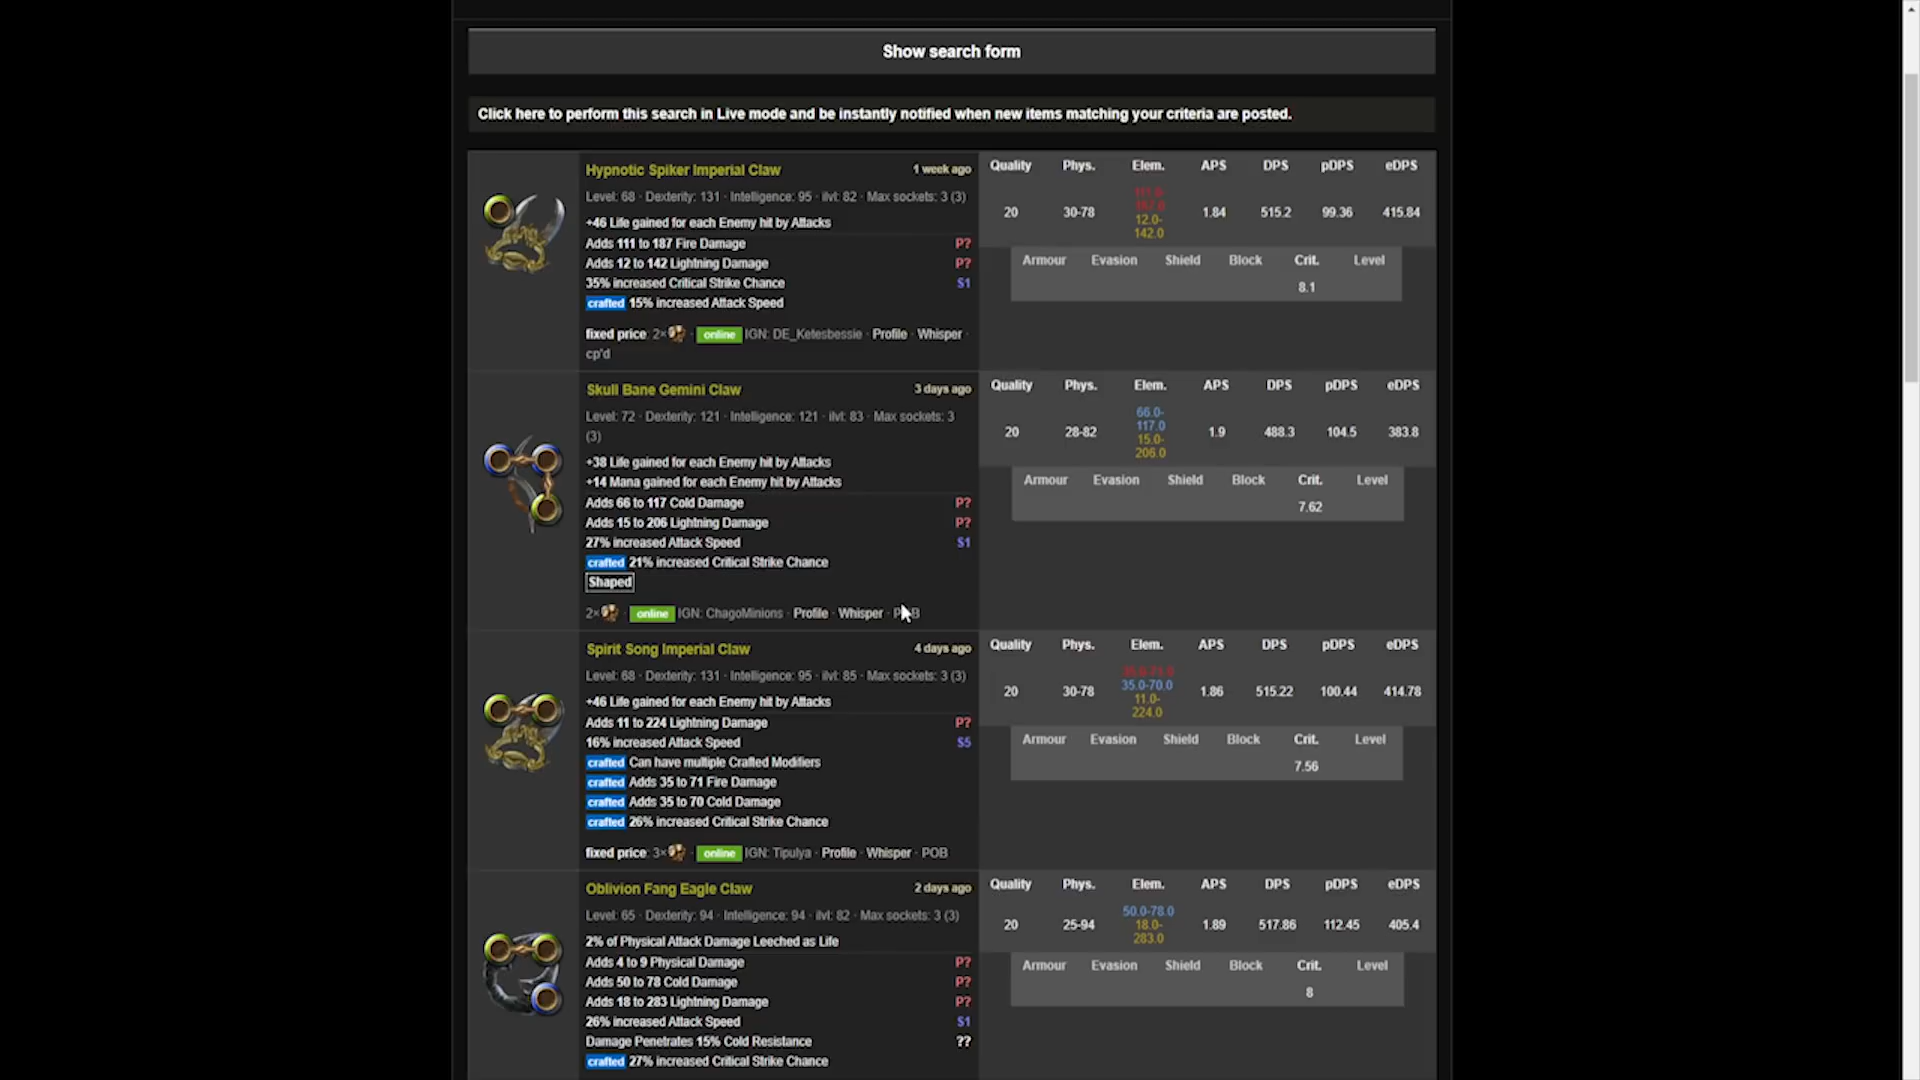 Show search form
Click here to perform this search in Live mode and be instantly notified when new items matching your criteria are posted.
Hypnotic Spiker Imperial Claw 1 week ago
Level: 68 · Dexterity: 131 · Intelligence: 95 · ilvl: 82 · Max sockets: 3 (3)
+46 Life gained for each Enemy hit by Attacks
Adds 111 to 187 Fire Damage P?
Adds 12 to 142 Lightning Damage P?
35% increased Critical Strike Chance S1
crafted 15% increased Attack Speed
fixed price 2× · online IGN: DE_Ketesbessie · Profile · Whisper ·
cp'd
Quality Phys. Elem. APS DPS pDPS eDPS
111.0-
187.0
12.0-
142.0
20 30-78 1.84 515.2 99.36 415.84
Armour Evasion Shield Block Crit. Level
8.1
Skull Bane Gemini Claw 3 days ago
Level: 72 · Dexterity: 121 · Intelligence: 121 · ilvl: 83 · Max sockets: 3
(3)
+38 Life gained for each Enemy hit by Attacks
+14 Mana gained for each Enemy hit by Attacks
Adds 66 to 117 Cold Damage P?
Adds 15 to 206 Lightning Damage P?
27% increased Attack Speed S1
crafted 21% increased Critical Strike Chance
Shaped
2× · online IGN: ChagoMinions · Profile · Whisper ·
Quality Phys. Elem. APS DPS pDPS eDPS
66.0-
117.0
15.0-
206.0
20 28-82 1.9 488.3 104.5 383.8
Armour Evasion Shield Block Crit. Level
7.62
Spirit Song Imperial Claw 4 days ago
Level: 68 · Dexterity: 131 · Intelligence: 95 · ilvl: 85 · Max sockets: 3 (3)
+46 Life gained for each Enemy hit by Attacks
Adds 11 to 224 Lightning Damage P?
16% increased Attack Speed S5
crafted Can have multiple Crafted Modifiers
crafted Adds 35 to 71 Fire Damage
crafted Adds 35 to 70 Cold Damage
crafted 26% increased Critical Strike Chance
fixed price 3× · online IGN: Tipulya · Profile · Whisper · POB
Quality Phys. Elem. APS DPS pDPS eDPS
35.0-71.0
35.0-70.0
11.0-
224.0
20 30-78 1.86 515.22 100.44 414.78
Armour Evasion Shield Block Crit. Level
7.56
Oblivion Fang Eagle Claw 2 days ago
Level: 65 · Dexterity: 94 · Intelligence: 94 · ilvl: 82 · Max sockets: 3 (3)
2% of Physical Attack Damage Leeched as Life
Adds 4 to 9 Physical Damage P?
Adds 50 to 78 Cold Damage P?
Adds 18 to 283 Lightning Damage P?
26% increased Attack Speed S1
Damage Penetrates 15% Cold Resistance ??
crafted 27% increased Critical Strike Chance
Quality Phys. Elem. APS DPS pDPS eDPS
50.0-78.0
18.0-
283.0
20 25-94 1.89 517.86 112.45 405.4
Armour Evasion Shield Block Crit. Level
8